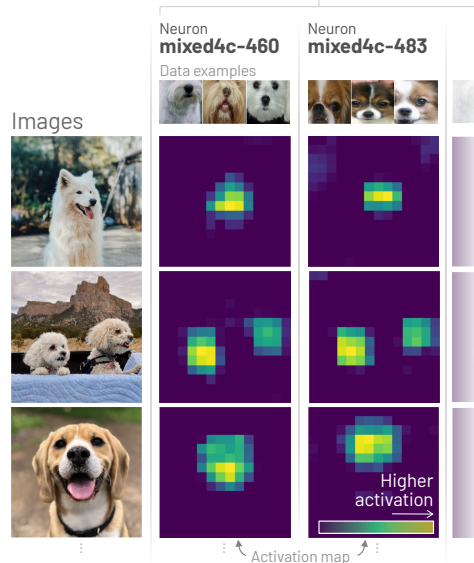 Neuron
mixed4c-460
Data examples
Neuron
mixed4c-483
Images
Higher
activation
Activation map